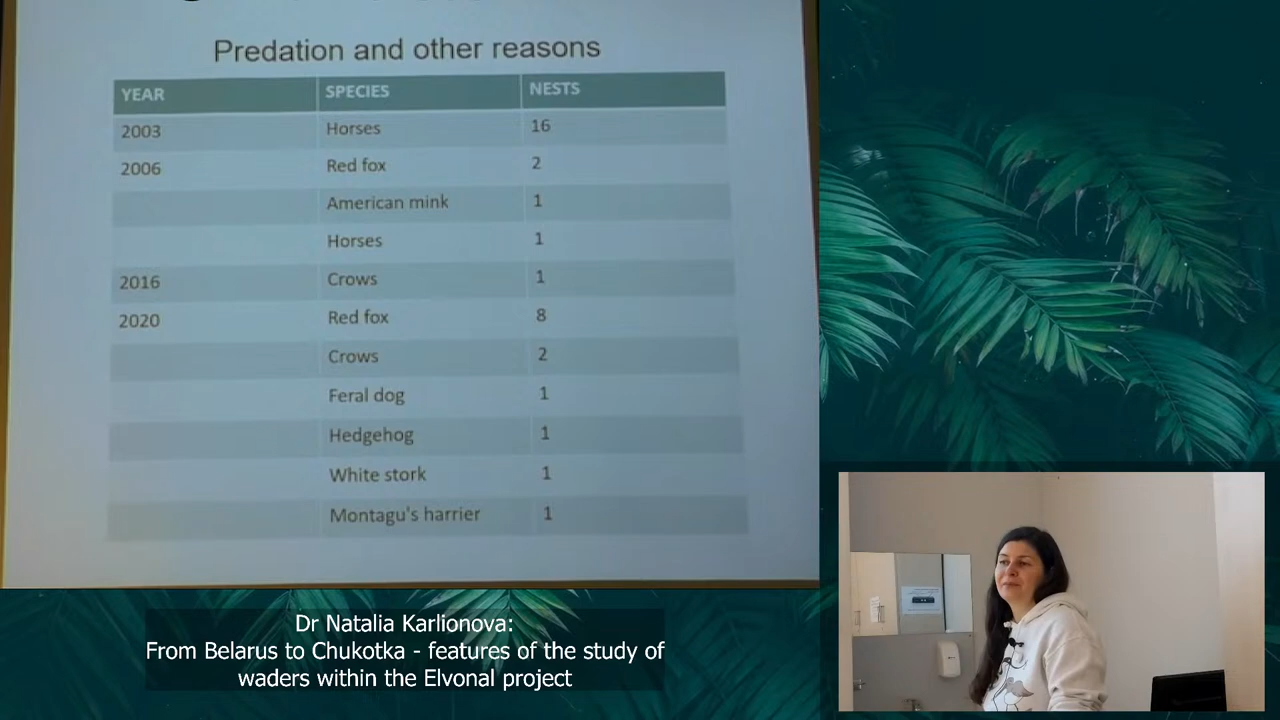 Predation and other reasons
YEAR SPECIES NESTS
2003 Horses 16
2006 Red fox 2
American mink 1
Horses 1
2016 Crows 1
2020 Red fox 8
Crows 2
Feral dog 1
Hedgehog 1
White stork 1
Montagu's harrier 1
Dr Natalia Karlionova:
From Belarus to Chukotka - features of the study of
waders within the Elvonal project